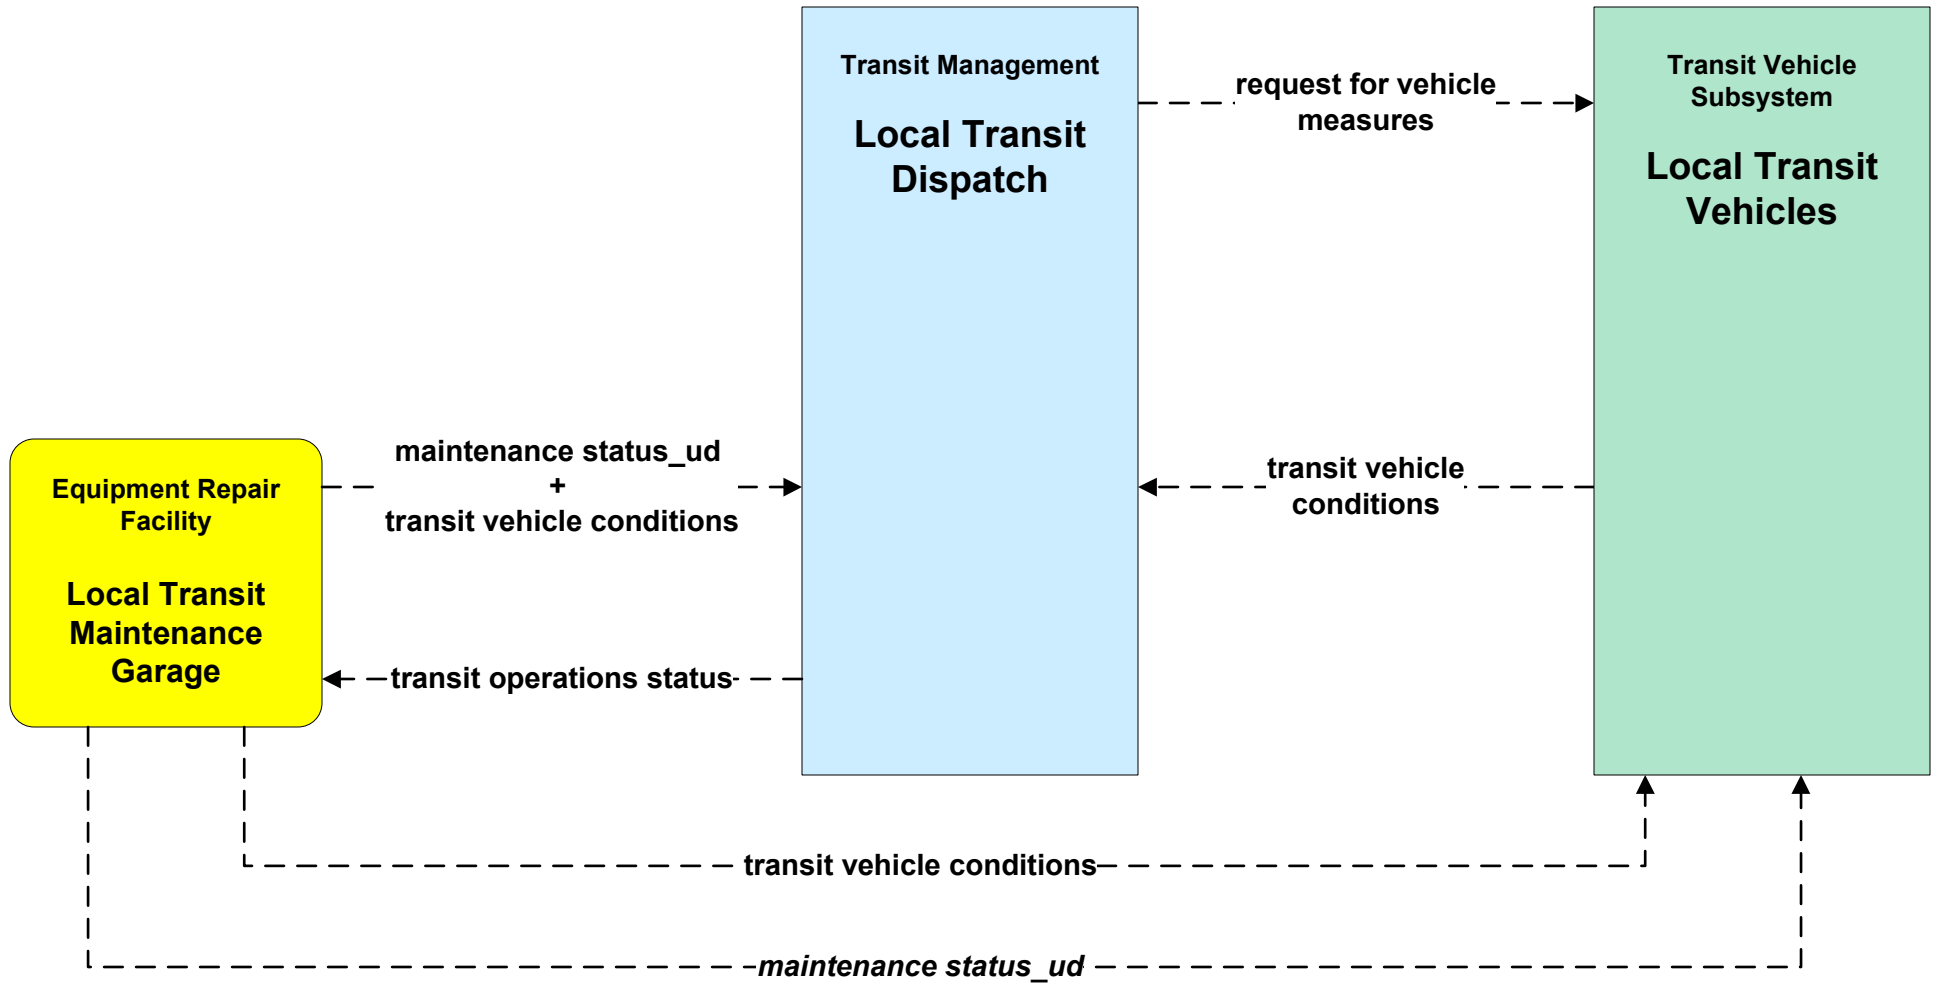 Transit Management
Local Transit
Dispatch
request for vehicle
measures
Transit Vehicle
Subsystem
Local Transit
Vehicles
Equipment Repair
Facility
Local Transit
Maintenance
Garage
maintenance status_ud
+
transit vehicle conditions
transit vehicle
conditions
transit operations status
transit vehicle conditions
maintenance status_ud